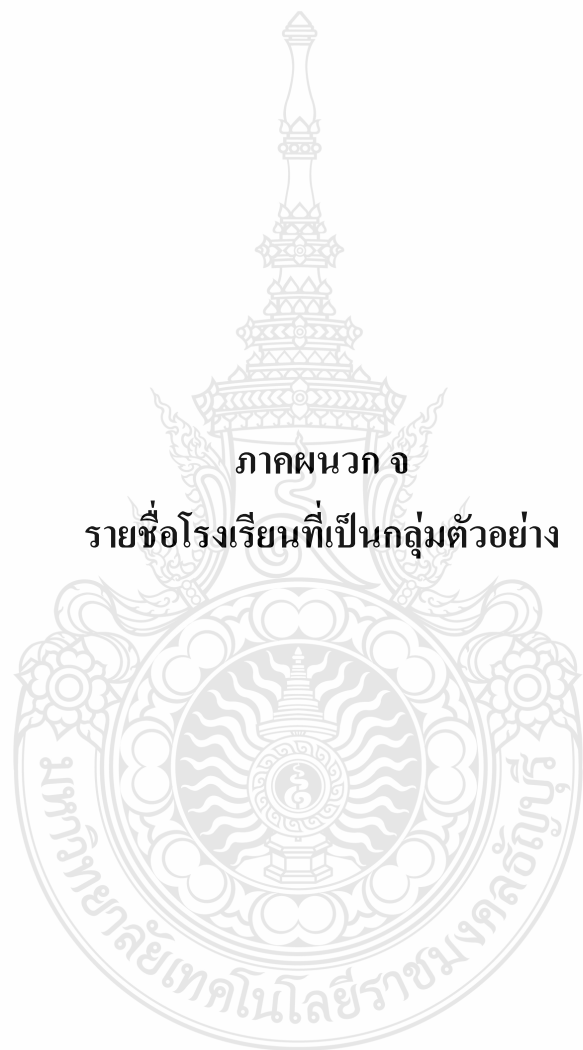 ภาคผนวก จ
รายชื่อโรงเรียนที่เป็นกลุ่มตัวอย่าง
มหาวิทยาลัยเทคโนโลยีราชมงคลธัญบุรี